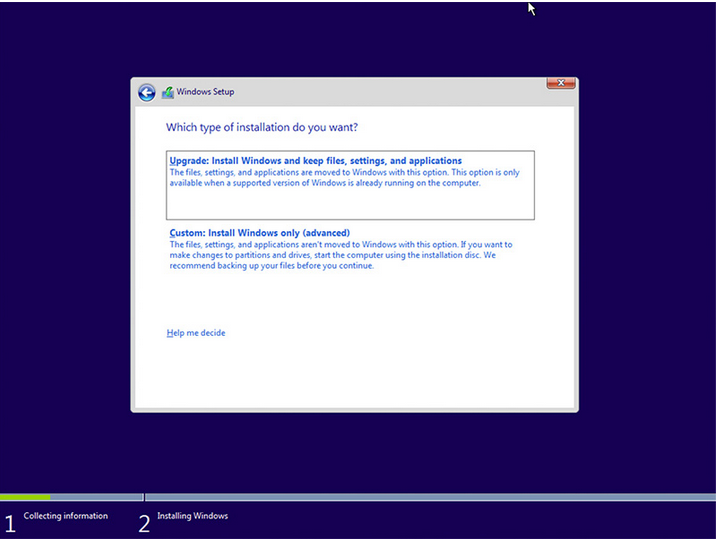 Windows Setup
Which type of installation do you want?
Upgrade: Install Windows and keep files, settings, and applications
The files, settings, and applications are moved to Windows with this option. This option is only
available when a supported version of Windows is already running on the computer.
Custom: Install Windows only (advanced)
The files, settings, and applications aren't moved to Windows with this option. If you want to
make changes to partitions and drives, start the computer using the installation disc. We
recommend backing up your files before you continue.
Help me decide
1 Collecting information
2 Installing Windows